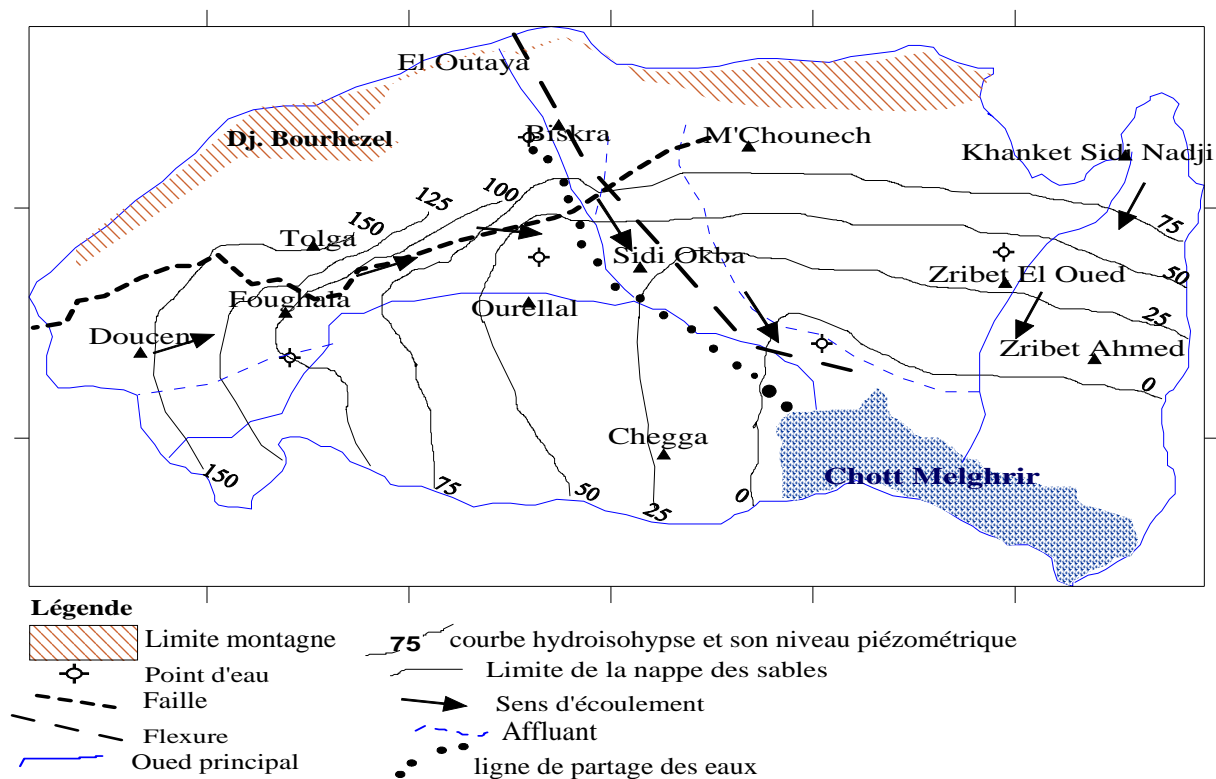 El Outaya
Dj. Bourhezel
Biskra
M'Chounech
Khanket Sidi Nadji
150
125
100
75
Tolga
Sidi Okba
50
Zribet El Oued
Foughala
Ourellal
25
Doucen
Zribet Ahmed
0
Chegga
150
75
50
25
0
Chott Melghrir
Légende
Limite montagne
75 courbe hydroisohypse et son niveau piézométrique
Point d'eau
Limite de la nappe des sables
Faille
Sens d'écoulement
Flexure
Affluant
Oued principal
ligne de partage des eaux